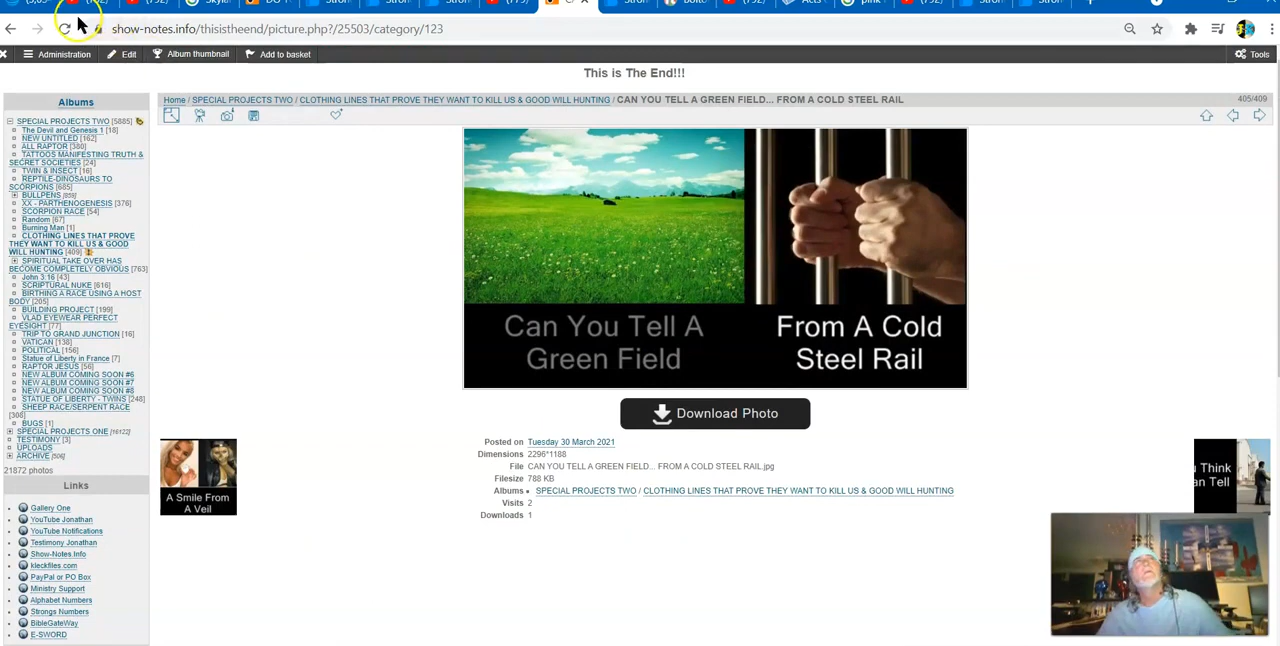 show-notes.info/thisistheend/picture.php?/25503/category/123
Administration Edit Album thumbnail Add to basket Tools
This is The End!!!
Albums
SPECIAL PROJECTS TWO [5885]
The Devil and Genesis 1 [18]
NEW UNTITLED [162]
ALL RAPTOR [380]
TATTOOS MANIFESTING TRUTH &
SECRET SOCIETIES [24]
TWIN & INSECT [16]
REPTILE-DINOSAURS TO
SCORPIONS [685]
BULLPENS
XX - PARTHENOGENESIS [376]
SCORPION RACE [54]
Random [67]
Burning Man [1]
CLOTHING LINES THAT PROVE
THEY WANT TO KILL US & GOOD
WILL HUNTING [409]
SPIRITUAL TAKE OVER HAS
BECOME COMPLETELY OBVIOUS [763]
John 3:16 [43]
SCRIPTURAL NUKE [616]
BIRTHING A RACE USING A HOST
BODY [205]
BUILDING PROJECT [199]
VLAD EYEWEAR PERFECT
EYESIGHT [77]
TRIP TO GRAND JUNCTION [16]
VATICAN [138]
POLITICAL [156]
Statue of Liberty in France [7]
RAPTOR JESUS [56]
NEW ALBUM COMING SOON #6
NEW ALBUM COMING SOON #7
NEW ALBUM COMING SOON #8
STATUE OF LIBERTY - TWINS [248]
SHEEP RACE/SERPENT RACE
BUGS [1]
SPECIAL PROJECTS ONE [16122]
TESTIMONY [3]
UPLOADS
ARCHIVE [506]
21872 photos
Links
Gallery One
YouTube Jonathan
YouTube Notifications
Testimony Jonathan
Show-Notes.Info
kleckfiles.com
PayPal or PO Box
Ministry Support
Alphabet Numbers
Strongs Numbers
BibleGateWay
E-SWORD
Home / SPECIAL PROJECTS TWO / CLOTHING LINES THAT PROVE THEY WANT TO KILL US & GOOD WILL HUNTING / CAN YOU TELL A GREEN FIELD... FROM A COLD STEEL RAIL 405/409
Can You Tell A
Green Field
From A Cold
Steel Rail
Download Photo
Posted on Tuesday 30 March 2021
Dimensions 2296*1188
File CAN YOU TELL A GREEN FIELD... FROM A COLD STEEL RAIL.jpg
Filesize 788 KB
Albums SPECIAL PROJECTS TWO / CLOTHING LINES THAT PROVE THEY WANT TO KILL US & GOOD WILL HUNTING
Visits 2
Downloads 1
A Smile From
A Veil
Think
an Tell